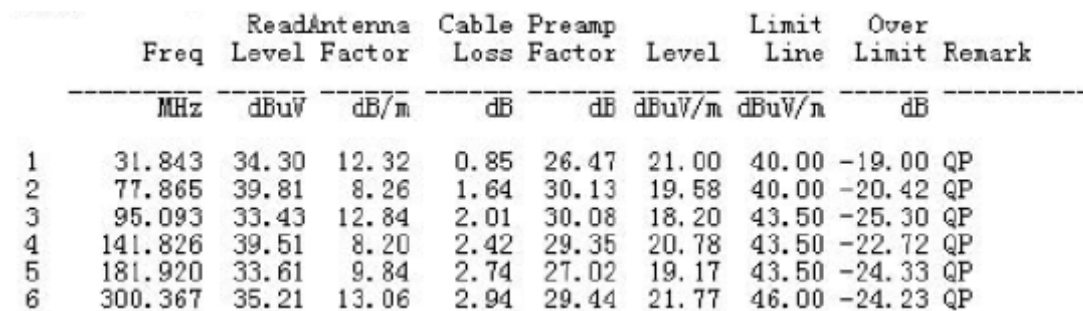 ReadAntenna Cable Preamp Limit Over
Freq Level Factor Loss Factor Level Line Limit Remark
MHz dBuV dB/m dB dB dBuV/m dBuV/m dB
1 31.843 34.30 12.32 0.85 26.47 21.00 40.00 -19.00 QP
2 77.865 39.81 8.26 1.64 30.13 19.58 40.00 -20.42 QP
3 95.093 33.43 12.84 2.01 30.08 18.20 43.50 -25.30 QP
4 141.826 39.51 8.20 2.42 29.35 20.78 43.50 -22.72 QP
5 181.920 33.61 9.84 2.74 27.02 19.17 43.50 -24.33 QP
6 300.367 35.21 13.06 2.94 29.44 21.77 46.00 -24.23 QP